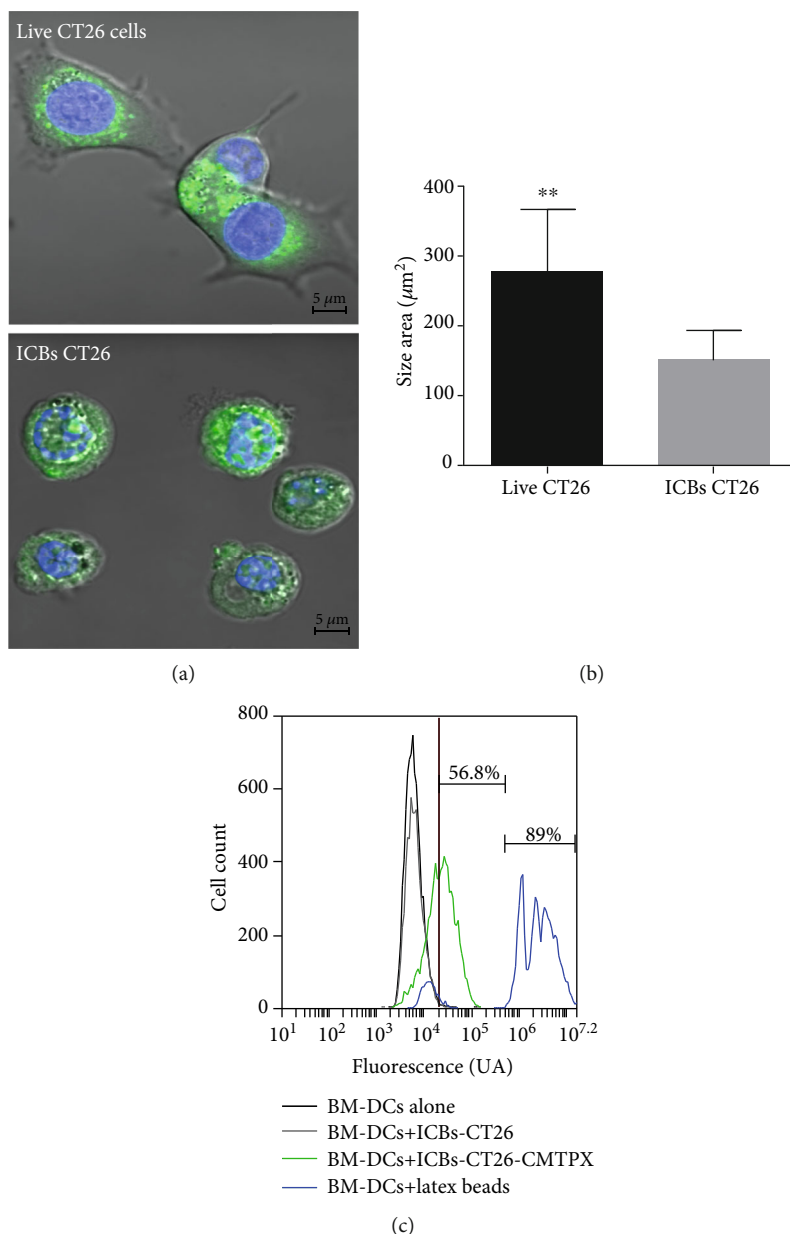 Live CT26 cells
5 μm
ICBs CT26
5 μm
(a)
400
300
200
100
0
Size area (μm²)
**
Live CT26
ICBs CT26
(b)
800
600
400
200
0
Cell count
56.8%
89%
10¹ 10² 10³ 10⁴ 10⁵ 10⁶ 10⁷·²
Fluorescence (UA)
BM-DCs alone
BM-DCs+ICBs-CT26
BM-DCs+ICBs-CT26-CMTPX
BM-DCs+latex beads
(c)